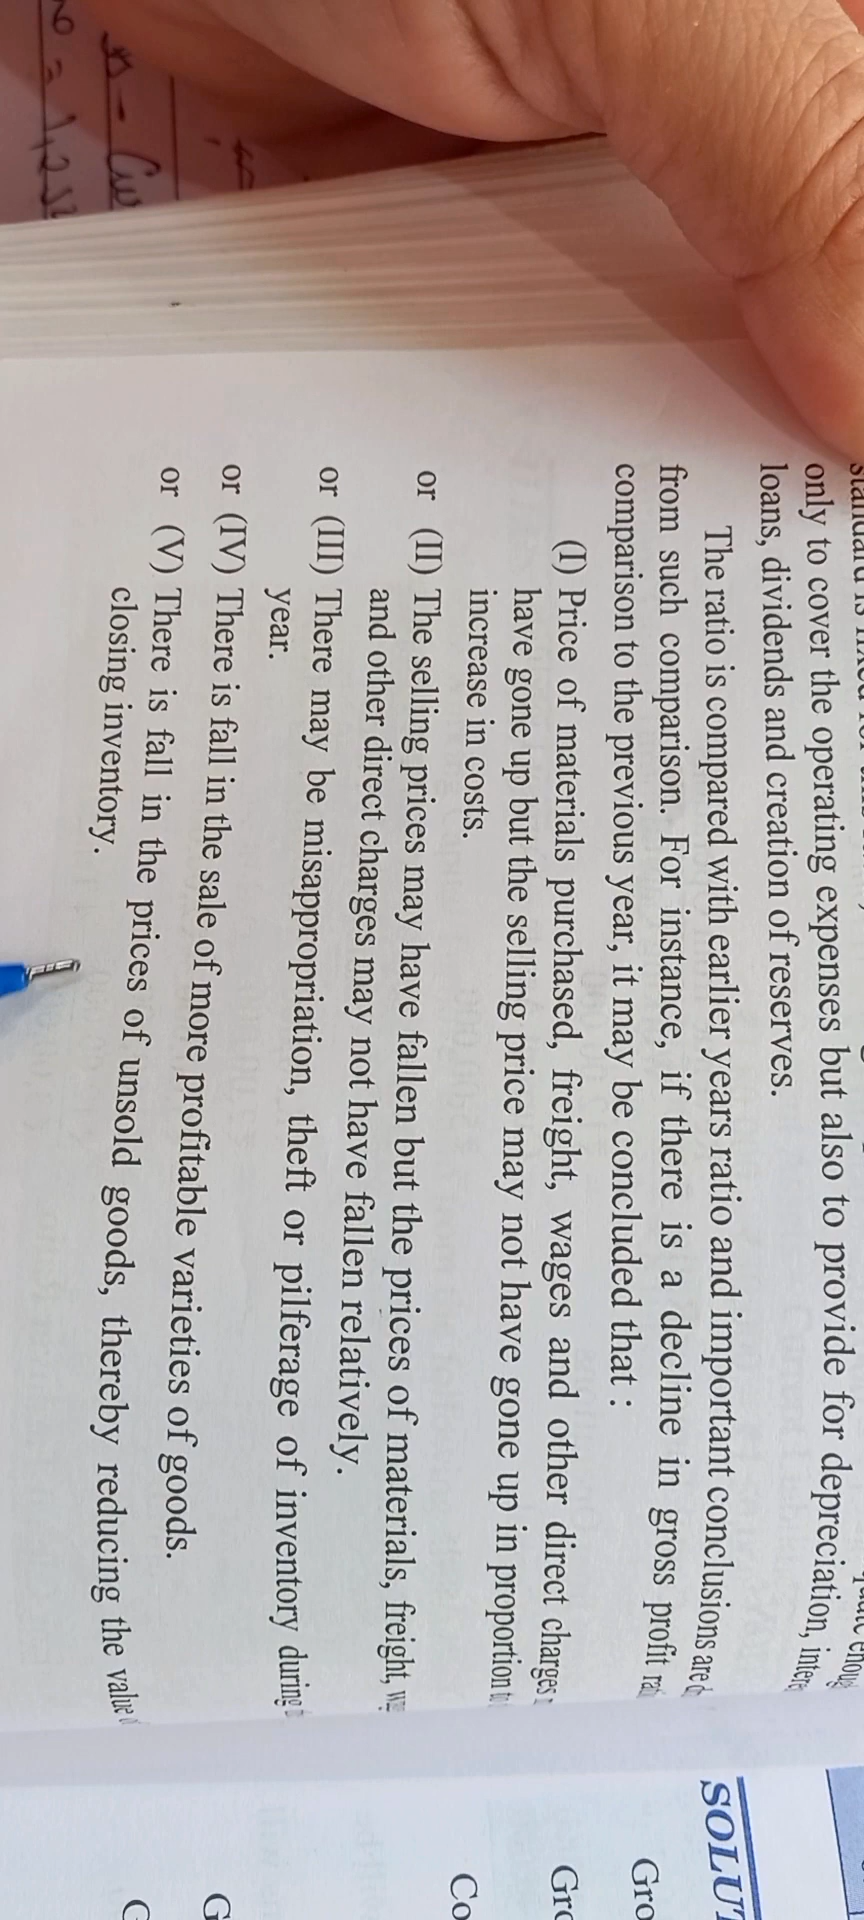 only to cover the operating expenses but also to provide for depreciation,
loans, dividends and creation of reserves.
The ratio is compared with earlier years ratio and important conclusions are
from such comparison. For instance, if there is a decline in gross profit
comparison to the previous year, it may be concluded that :
(I) Price of materials purchased, freight, wages and other direct charges
have gone up but the selling price may not have gone up in proportion
increase in costs.
or (II) The selling prices may have fallen but the prices of materials, freight,
and other direct charges may not have fallen relatively.
or (III) There may be misappropriation, theft or pilferage of inventory during
year.
or (IV) There is fall in the sale of more profitable varieties of goods.
or (V) There is fall in the prices of unsold goods, thereby reducing the value
closing inventory.